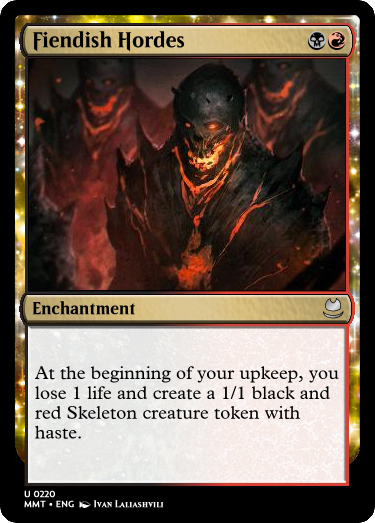 Fiendish Hordes
Enchantment
At the beginning of your upkeep, you
lose 1 life and create a 1/1 black and
red Skeleton creature token with
haste.
U 0220
MMT • ENG Ivan Laliashvili